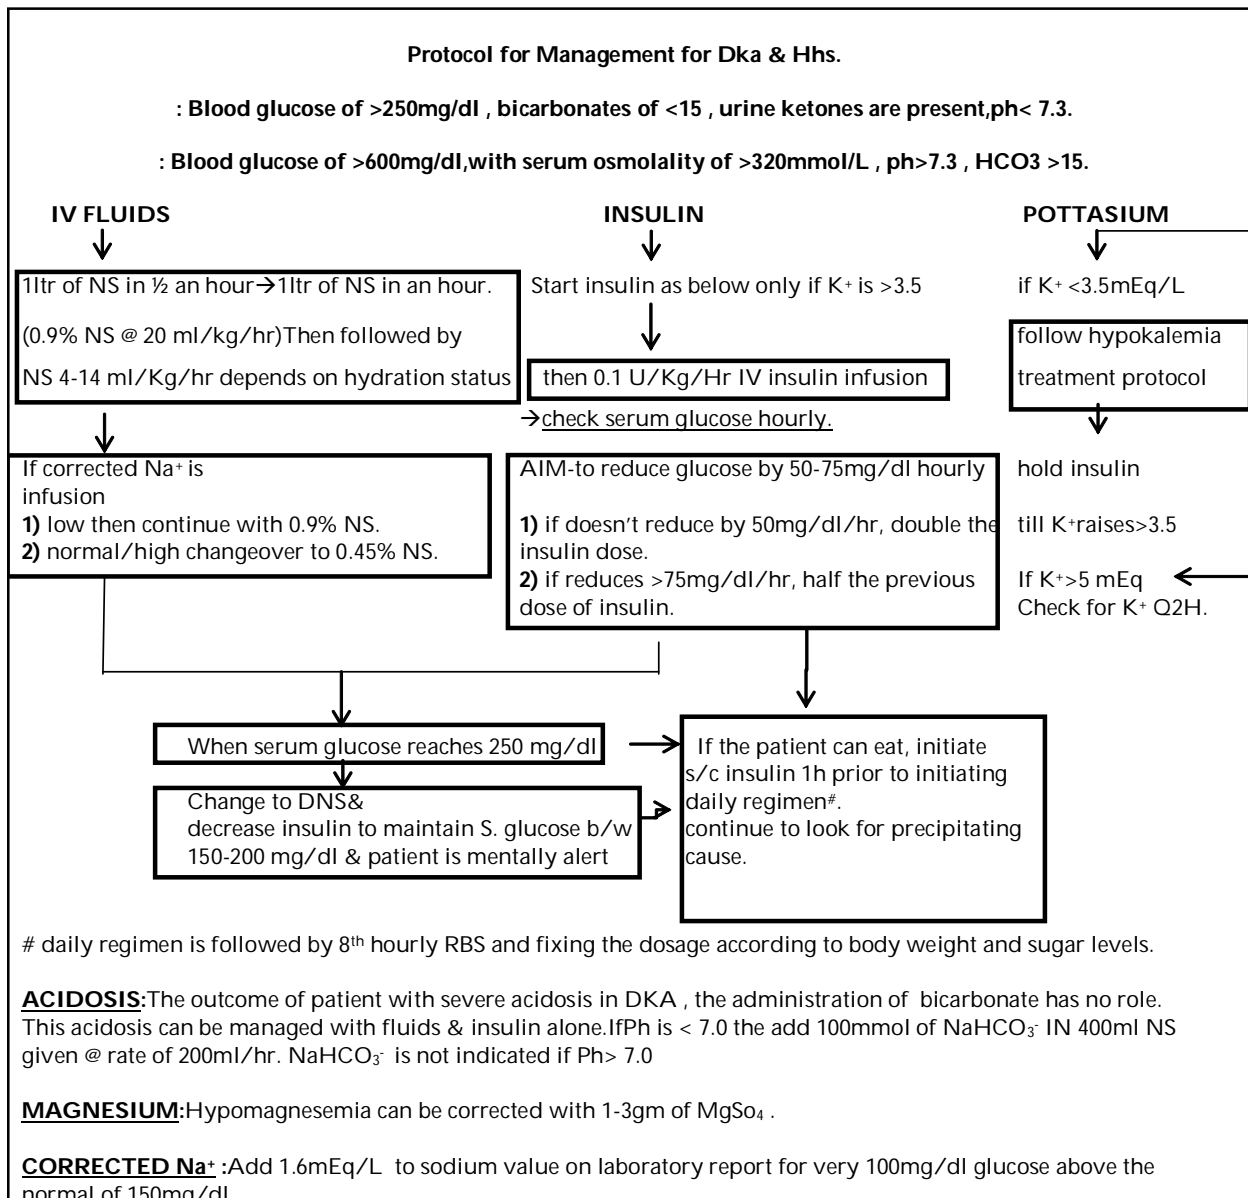 Protocol for Management for Dka & Hhs.
: Blood glucose of >250mg/dl , bicarbonates of <15 , urine ketones are present,ph< 7.3.
: Blood glucose of >600mg/dl,with serum osmolality of >320mmol/L , ph>7.3 , HCO3 >15.
IV FLUIDS
1ltr of NS in ½ an hour→1ltr of NS in an hour.
(0.9% NS @ 20 ml/kg/hr)Then followed by
NS 4-14 ml/Kg/hr depends on hydration status
If corrected Na⁺ is
infusion
1) low then continue with 0.9% NS.
2) normal/high changeover to 0.45% NS.
INSULIN
Start insulin as below only if K⁺ is >3.5
then 0.1 U/Kg/Hr IV insulin infusion
→check serum glucose hourly.
AIM-to reduce glucose by 50-75mg/dl hourly
1) if doesn't reduce by 50mg/dl/hr, double the
insulin dose.
2) if reduces >75mg/dl/hr, half the previous
dose of insulin.
POTTASIUM
if K⁺ <3.5mEq/L
follow hypokalemia
treatment protocol
hold insulin
till K⁺raises>3.5
If K⁺>5 mEq
Check for K⁺ Q2H.
When serum glucose reaches 250 mg/dl
Change to DNS&
decrease insulin to maintain S. glucose b/w
150-200 mg/dl & patient is mentally alert
If the patient can eat, initiate
s/c insulin 1h prior to initiating
daily regimen#.
continue to look for precipitating
cause.
# daily regimen is followed by 8th hourly RBS and fixing the dosage according to body weight and sugar levels.
ACIDOSIS:The outcome of patient with severe acidosis in DKA , the administration of bicarbonate has no role.
This acidosis can be managed with fluids & insulin alone.IfPh is < 7.0 the add 100mmol of NaHCO₃⁻ IN 400ml NS
given @ rate of 200ml/hr. NaHCO₃⁻ is not indicated if Ph> 7.0
MAGNESIUM:Hypomagnesemia can be corrected with 1-3gm of MgSo₄ .
CORRECTED Na⁺ :Add 1.6mEq/L to sodium value on laboratory report for very 100mg/dl glucose above the
normal of 150mg/dl